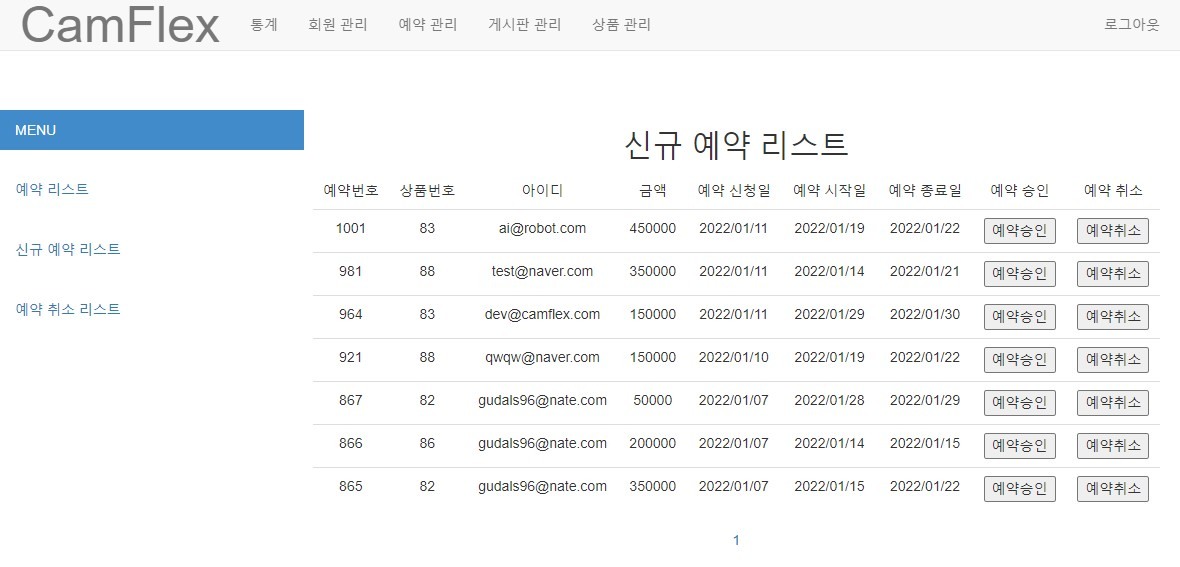 CamFlex 통계 회원 관리 예약 관리 게시판 관리 상품 관리 로그아웃
MENU
예약 리스트
신규 예약 리스트
예약 취소 리스트
신규 예약 리스트
예약번호 상품번호 아이디 금액 예약 신청일 예약 시작일 예약 종료일 예약 승인 예약 취소
1001 83 ai@robot.com 450000 2022/01/11 2022/01/19 2022/01/22 예약승인 예약취소
981 88 test@naver.com 350000 2022/01/11 2022/01/14 2022/01/21 예약승인 예약취소
964 83 dev@camflex.com 150000 2022/01/11 2022/01/29 2022/01/30 예약승인 예약취소
921 88 qwqw@naver.com 150000 2022/01/10 2022/01/19 2022/01/22 예약승인 예약취소
867 82 gudals96@nate.com 50000 2022/01/07 2022/01/28 2022/01/29 예약승인 예약취소
866 86 gudals96@nate.com 200000 2022/01/07 2022/01/14 2022/01/15 예약승인 예약취소
865 82 gudals96@nate.com 350000 2022/01/07 2022/01/15 2022/01/22 예약승인 예약취소
1